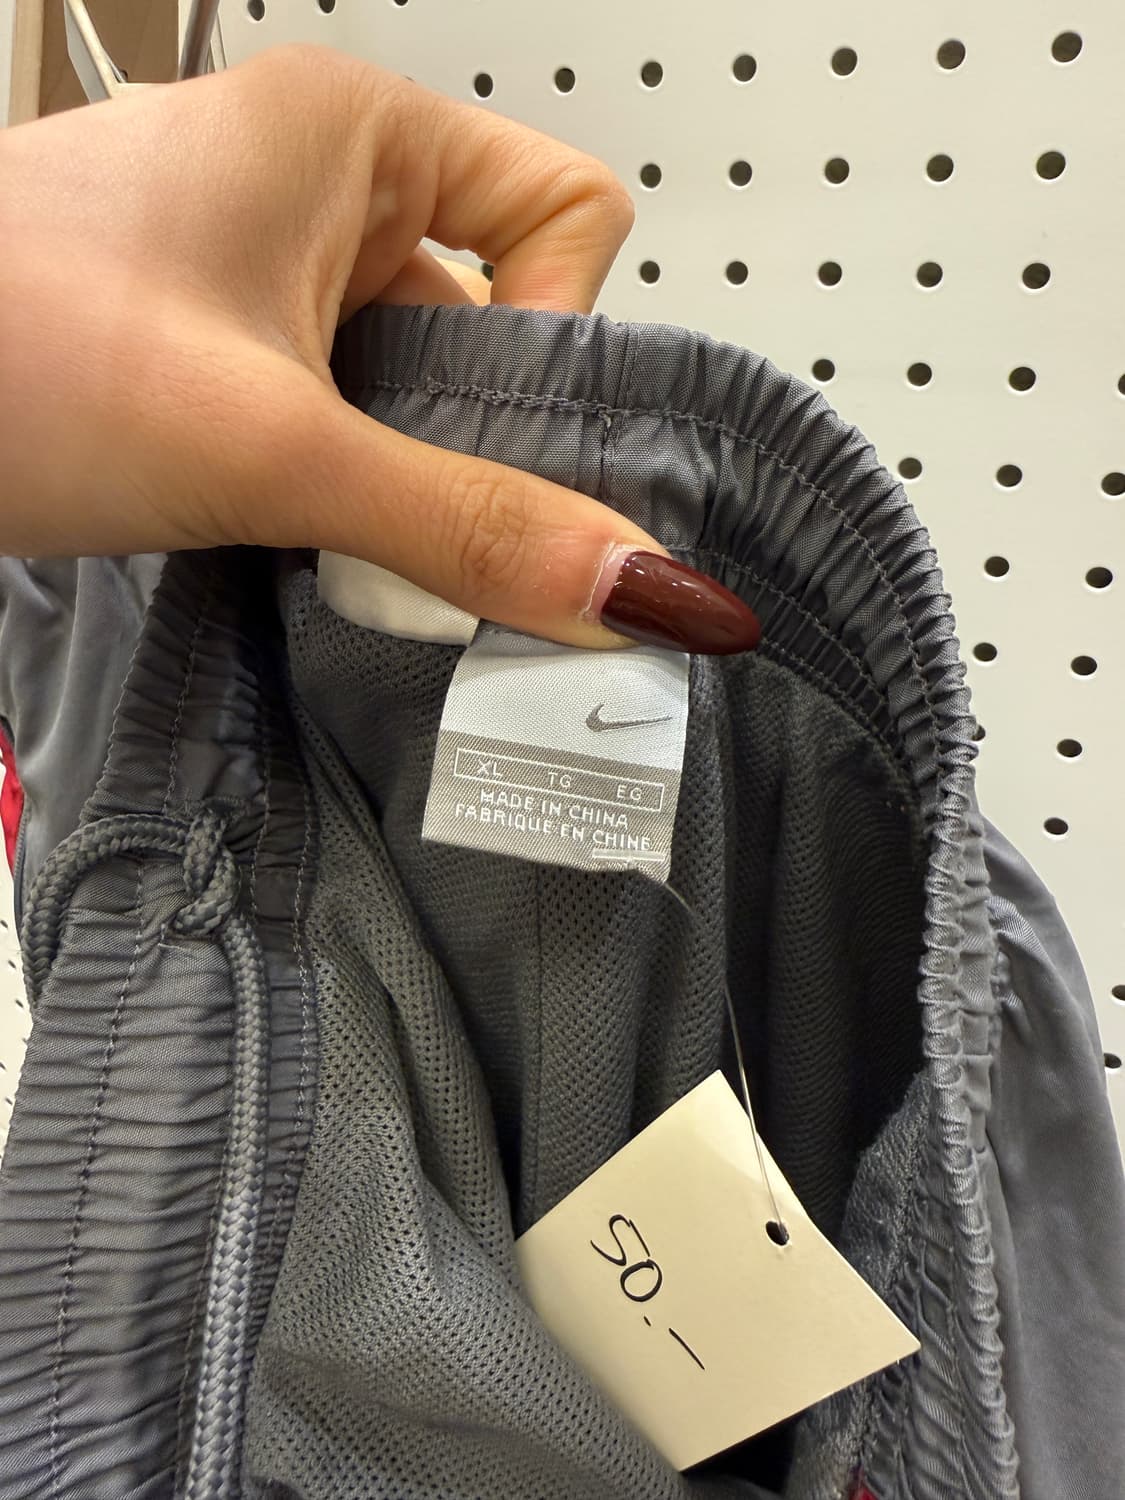 XL TG EG
MADE IN CHINA
FABRIQUE EN CHINE
50.-